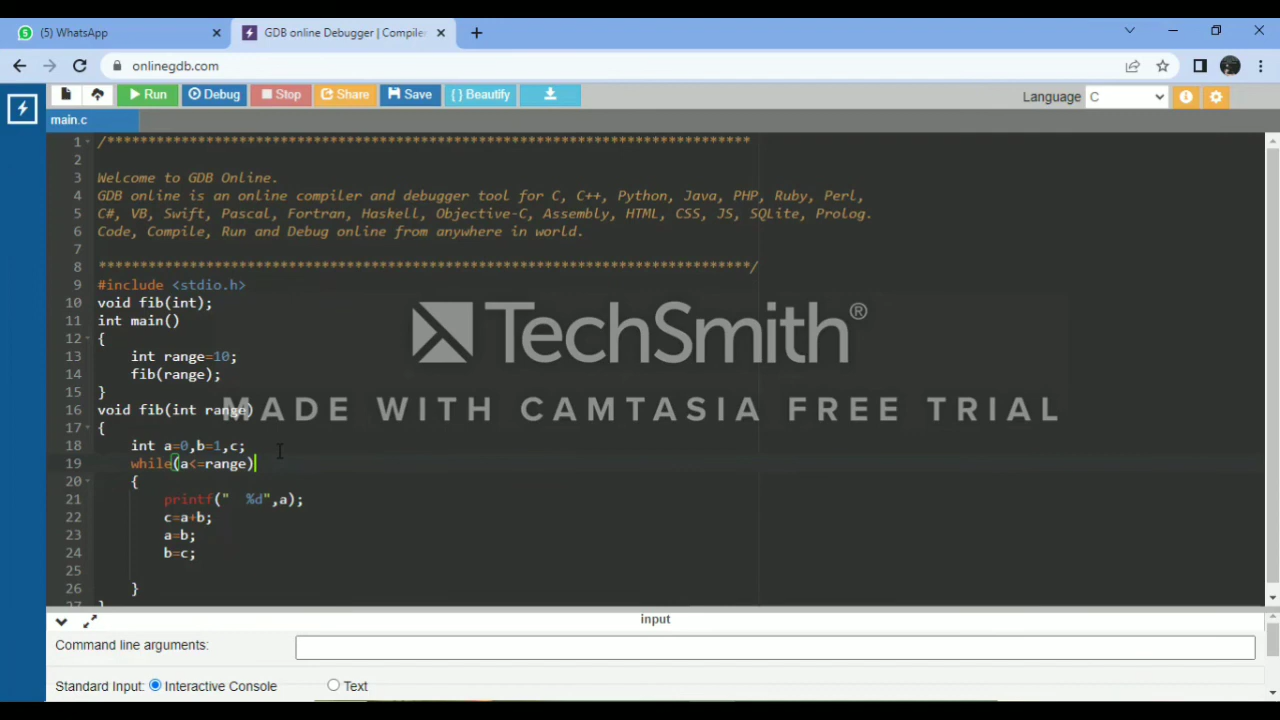 (5) WhatsApp
GDB online Debugger | Compiler
onlinegdb.com
Run Debug Stop Share Save { } Beautify
Language C
main.c
1 /******************************************************************************
2
3 Welcome to GDB Online.
4 GDB online is an online compiler and debugger tool for C, C++, Python, Java, PHP, Ruby, Perl,
5 C#, VB, Swift, Pascal, Fortran, Haskell, Objective-C, Assembly, HTML, CSS, JS, SQLite, Prolog.
6 Code, Compile, Run and Debug online from anywhere in world.
7
8 *******************************************************************************/
9 #include <stdio.h>
10 void fib(int);
11 int main()
12 {
13 int range=10;
14 fib(range);
15 }
16 void fib(int range)
17 {
18 int a=0,b=1,c;
19 while(a<=range)
20 {
21 printf("  %d",a);
22 c=a+b;
23 a=b;
24 b=c;
25
26 }
27 }
TechSmith®
MADE WITH CAMTASIA FREE TRIAL
input
Command line arguments:
Standard Input: Interactive Console Text